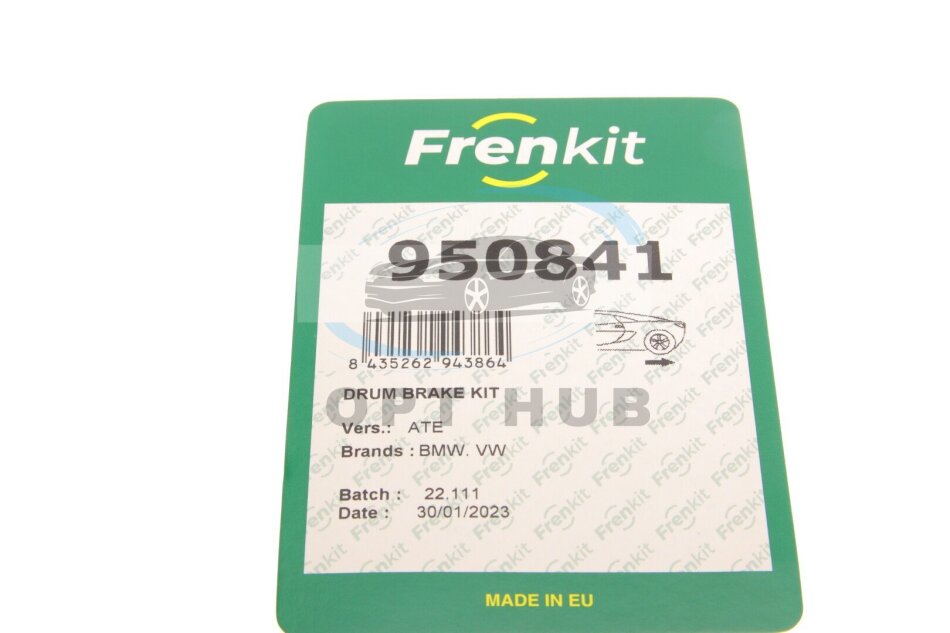 Frenkit
950841
8 435262 943864
DRUM BRAKE KIT
OPT HUB
Vers.: ATE
Brands : BMW. VW
Batch : 22.111
Date : 30/01/2023
MADE IN EU